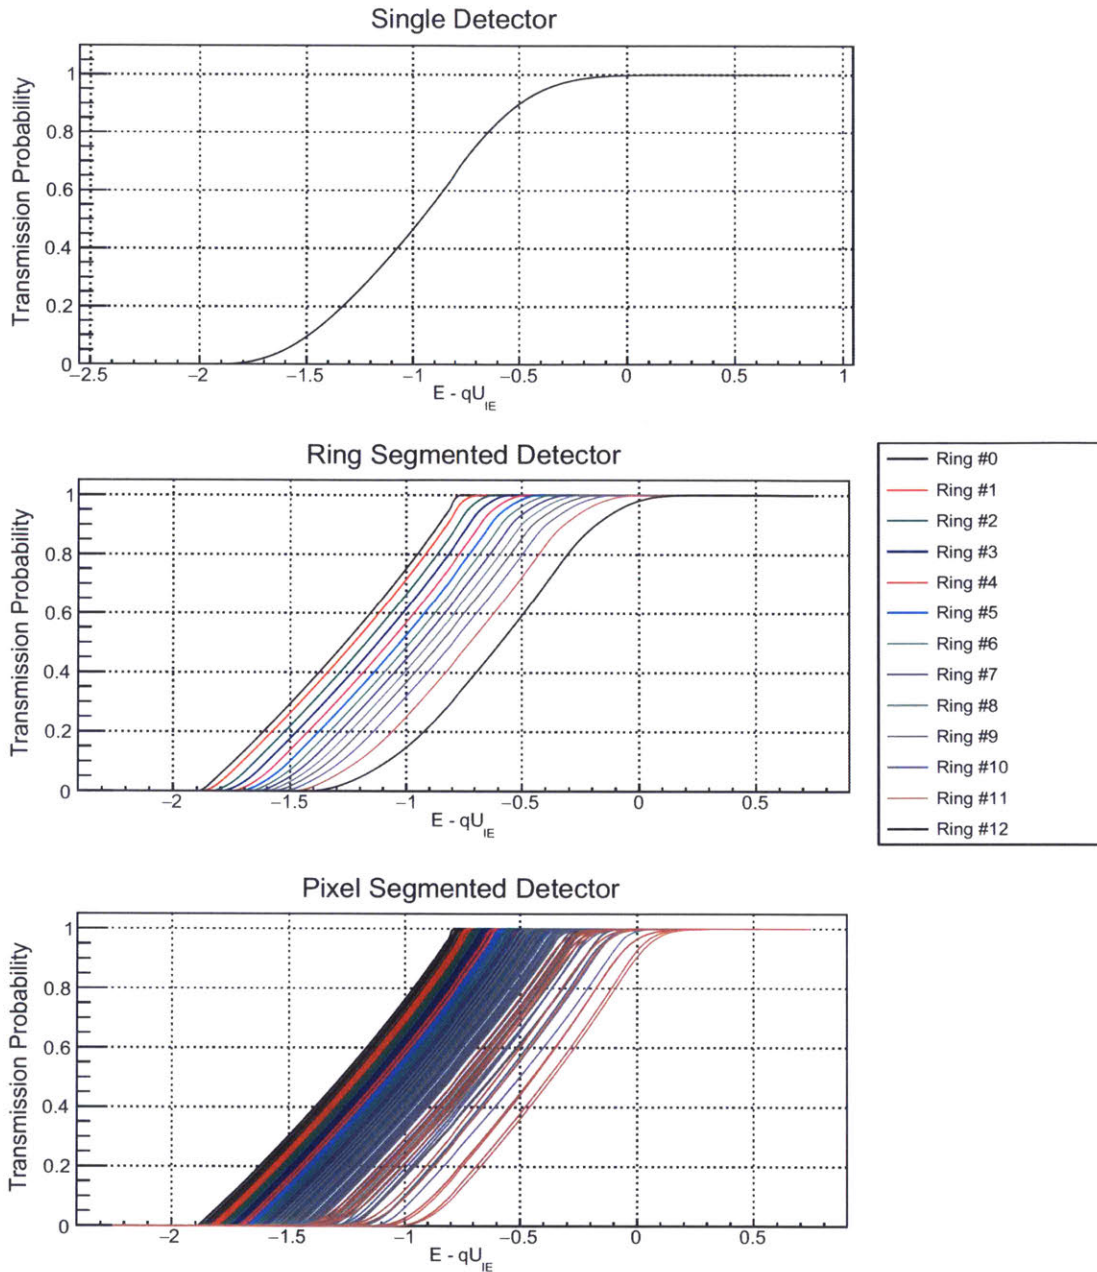 Single Detector
Transmission Probability
1
0.8
0.6
0.4
0.2
0
−2.5 −2 −1.5 −1 −0.5 0 0.5 1
E - qU_IE
Ring Segmented Detector
Transmission Probability
1
0.8
0.6
0.4
0.2
0
−2 −1.5 −1 −0.5 0 0.5
E - qU_IE
Ring #0
Ring #1
Ring #2
Ring #3
Ring #4
Ring #5
Ring #6
Ring #7
Ring #8
Ring #9
Ring #10
Ring #11
Ring #12
Pixel Segmented Detector
Transmission Probability
1
0.8
0.6
0.4
0.2
0
−2 −1.5 −1 −0.5 0 0.5
E - qU_IE